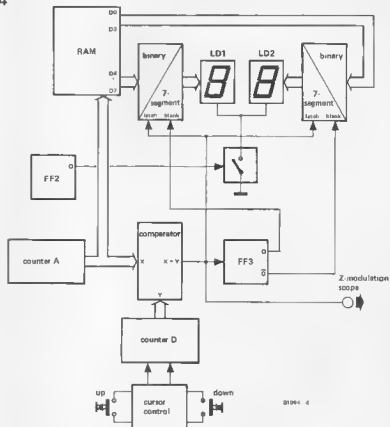 4
RAM
D0
D3
D4
D7
binary
7-
segment
latch blank
LD1
LD2
binary
7-
segment
latch blank
FF2
counter A
comparator
X
X = Y
Y
FF3
Q
Z-modulation
scope
counter D
up
cursor
control
down